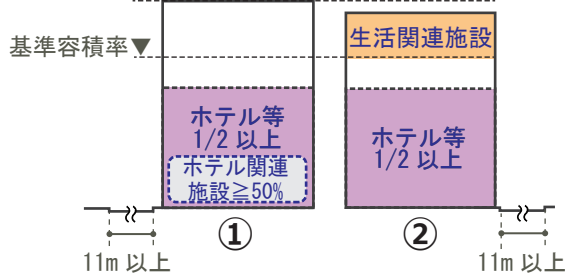 基準容積率▼
生活関連施設
ホテル等
1/2 以上
ホテル関連
施設≧50%
ホテル等
1/2 以上
①
②
11m 以上
11m 以上